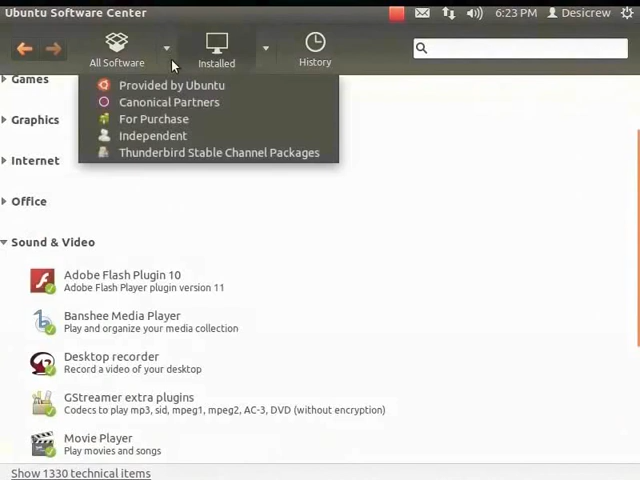 Ubuntu Software Center
6:23 PM
Desicrew
All Software
Installed
History
Provided by Ubuntu
Canonical Partners
For Purchase
Independent
Thunderbird Stable Channel Packages
Games
Graphics
Internet
Office
Sound & Video
Adobe Flash Plugin 10
Adobe Flash Player plugin version 11
Banshee Media Player
Play and organize your media collection
Desktop recorder
Record a video of your desktop
GStreamer extra plugins
Codecs to play mp3, sid, mpeg1, mpeg2, AC-3, DVD (without encryption)
Movie Player
Play movies and songs
Show 1330 technical items